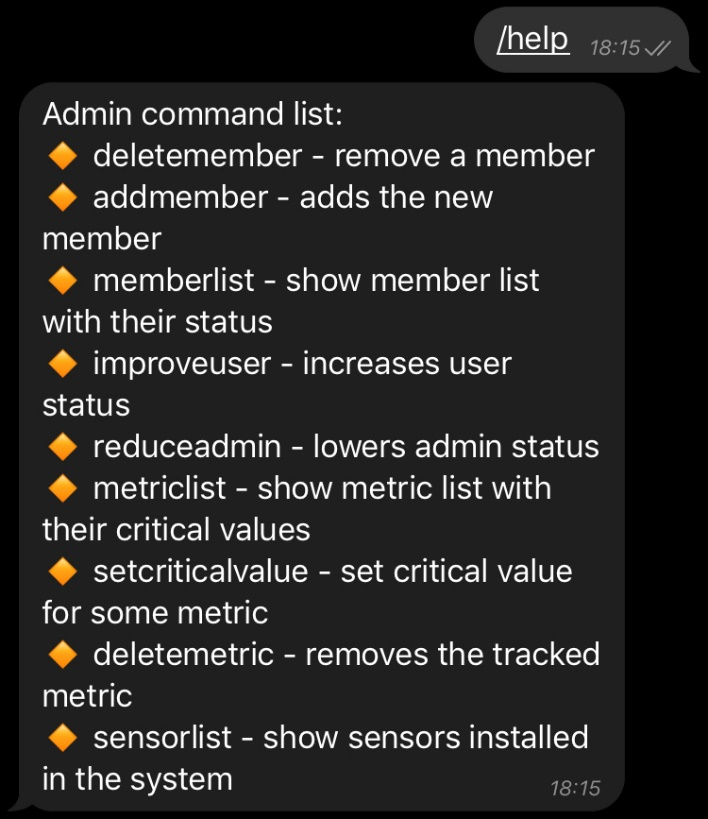 /help 18:15
Admin command list:
🔸 deletemember - remove a member
🔸 addmember - adds the new
member
🔸 memberlist - show member list
with their status
🔸 improveuser - increases user
status
🔸 reduceadmin - lowers admin status
🔸 metriclist - show metric list with
their critical values
🔸 setcriticalvalue - set critical value
for some metric
🔸 deletemetric - removes the tracked
metric
🔸 sensorlist - show sensors installed
in the system 18:15